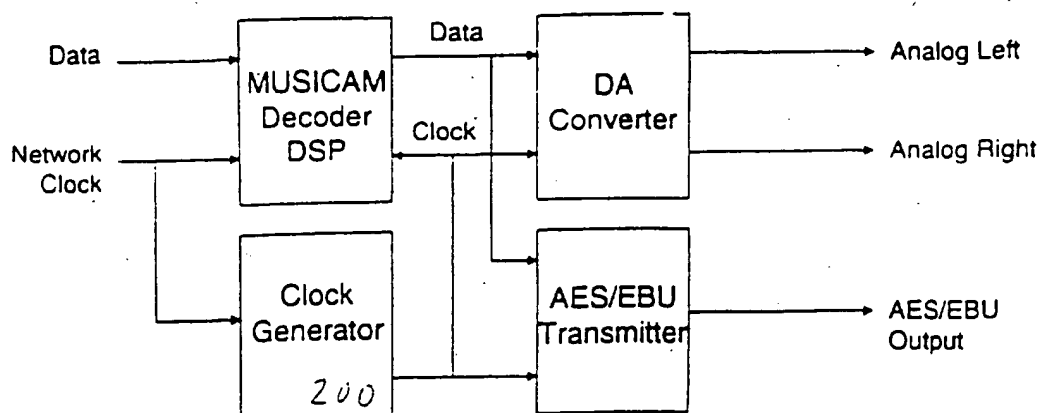 Data
Network
Clock
MUSICAM
Decoder
DSP
Data
Clock
DA
Converter
Analog Left
Analog Right
Clock
Generator
200
AES/EBU
Transmitter
AES/EBU
Output